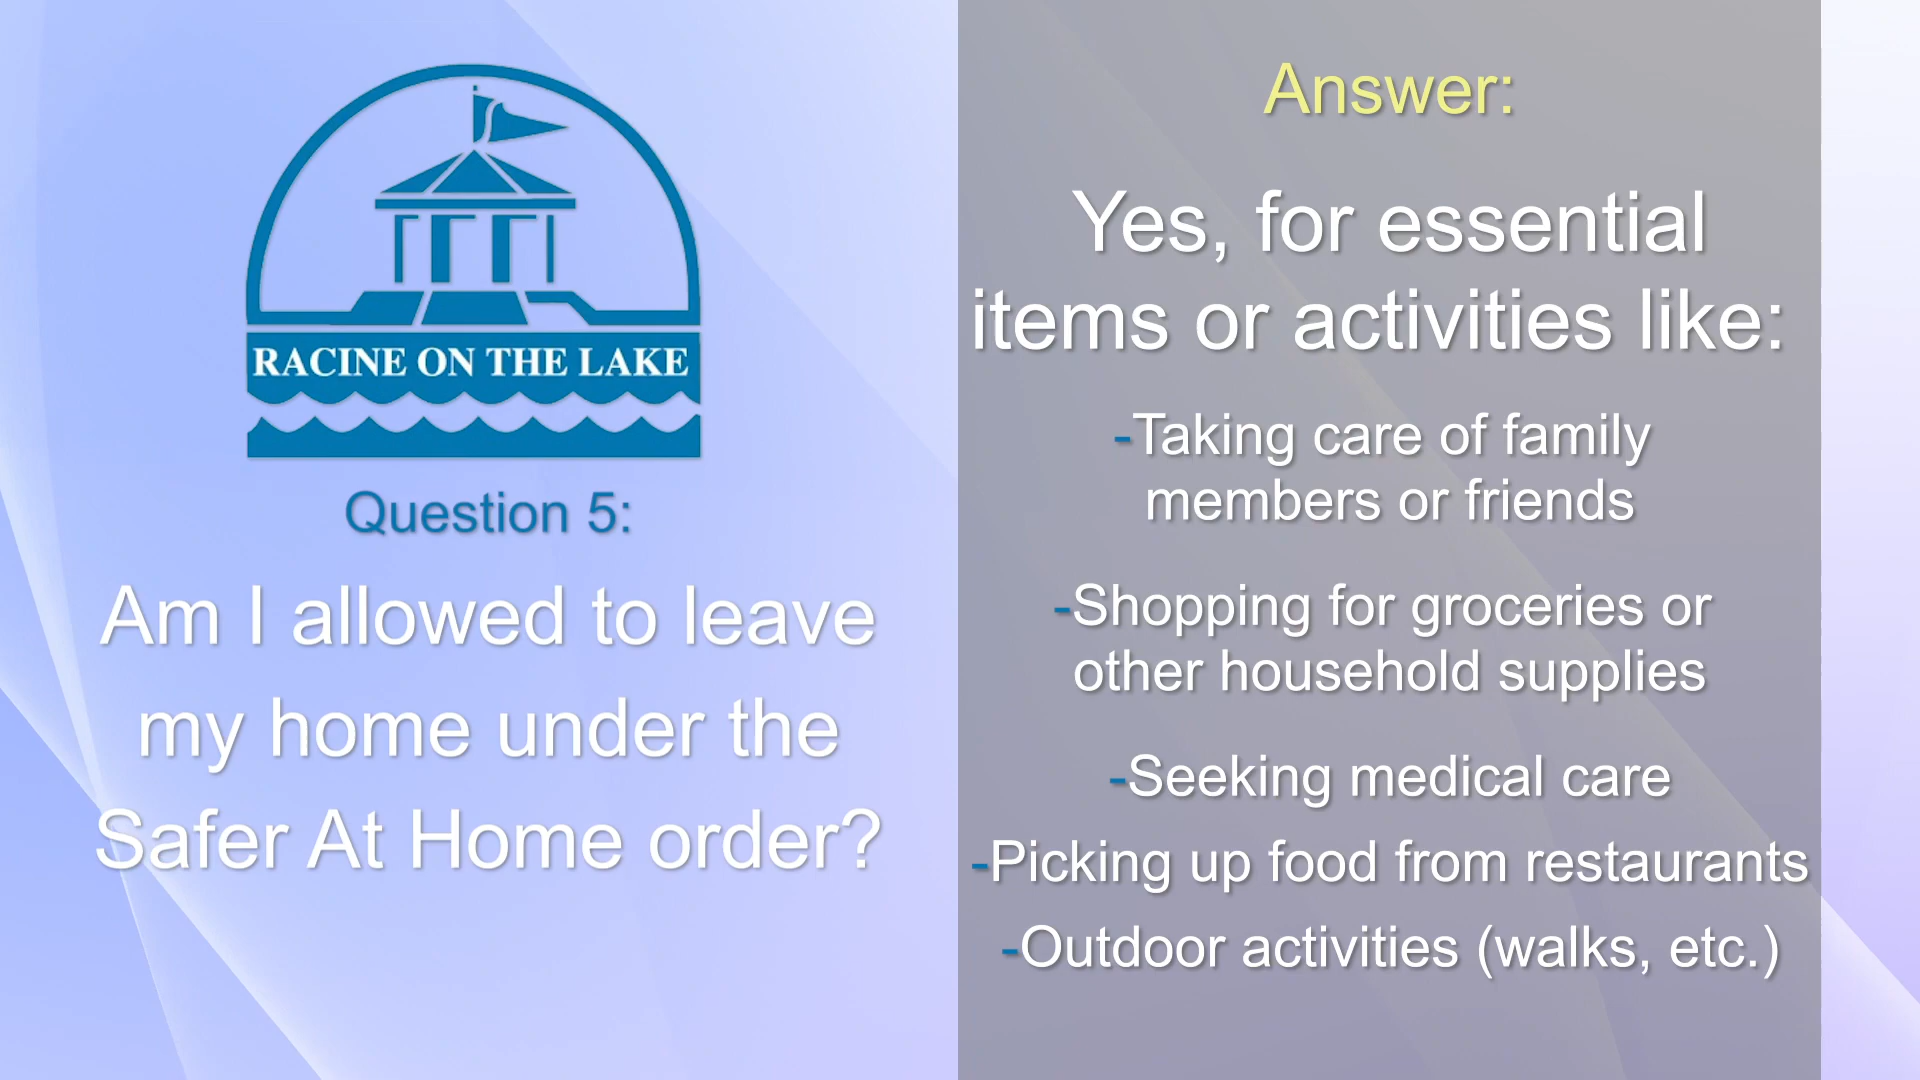 RACINE ON THE LAKE
Question 5:
Am I allowed to leave
my home under the
Safer At Home order?
Answer:
Yes, for essential
items or activities like:
-Taking care of family
members or friends
-Shopping for groceries or
other household supplies
-Seeking medical care
-Picking up food from restaurants
-Outdoor activities (walks, etc.)